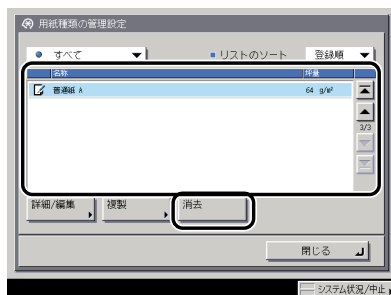 用紙種類の管理設定
すべて
リストのソート 登録順
名称 坪量
普通紙 A 64 g/m²
3/3
詳細/編集 複製 消去
閉じる
システム状況/中止